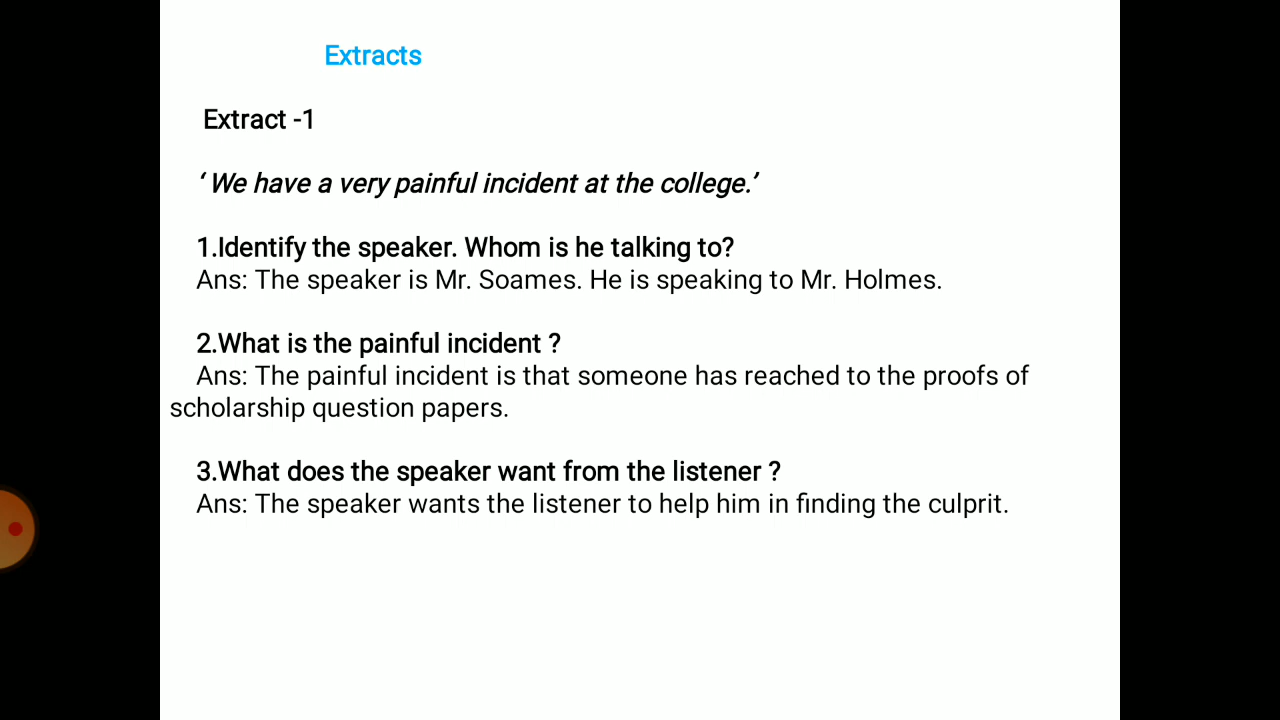 Extracts
Extract -1
‘ We have a very painful incident at the college.’
1.Identify the speaker. Whom is he talking to?
Ans: The speaker is Mr. Soames. He is speaking to Mr. Holmes.
2.What is the painful incident ?
Ans: The painful incident is that someone has reached to the proofs of
scholarship question papers.
3.What does the speaker want from the listener ?
Ans: The speaker wants the listener to help him in finding the culprit.